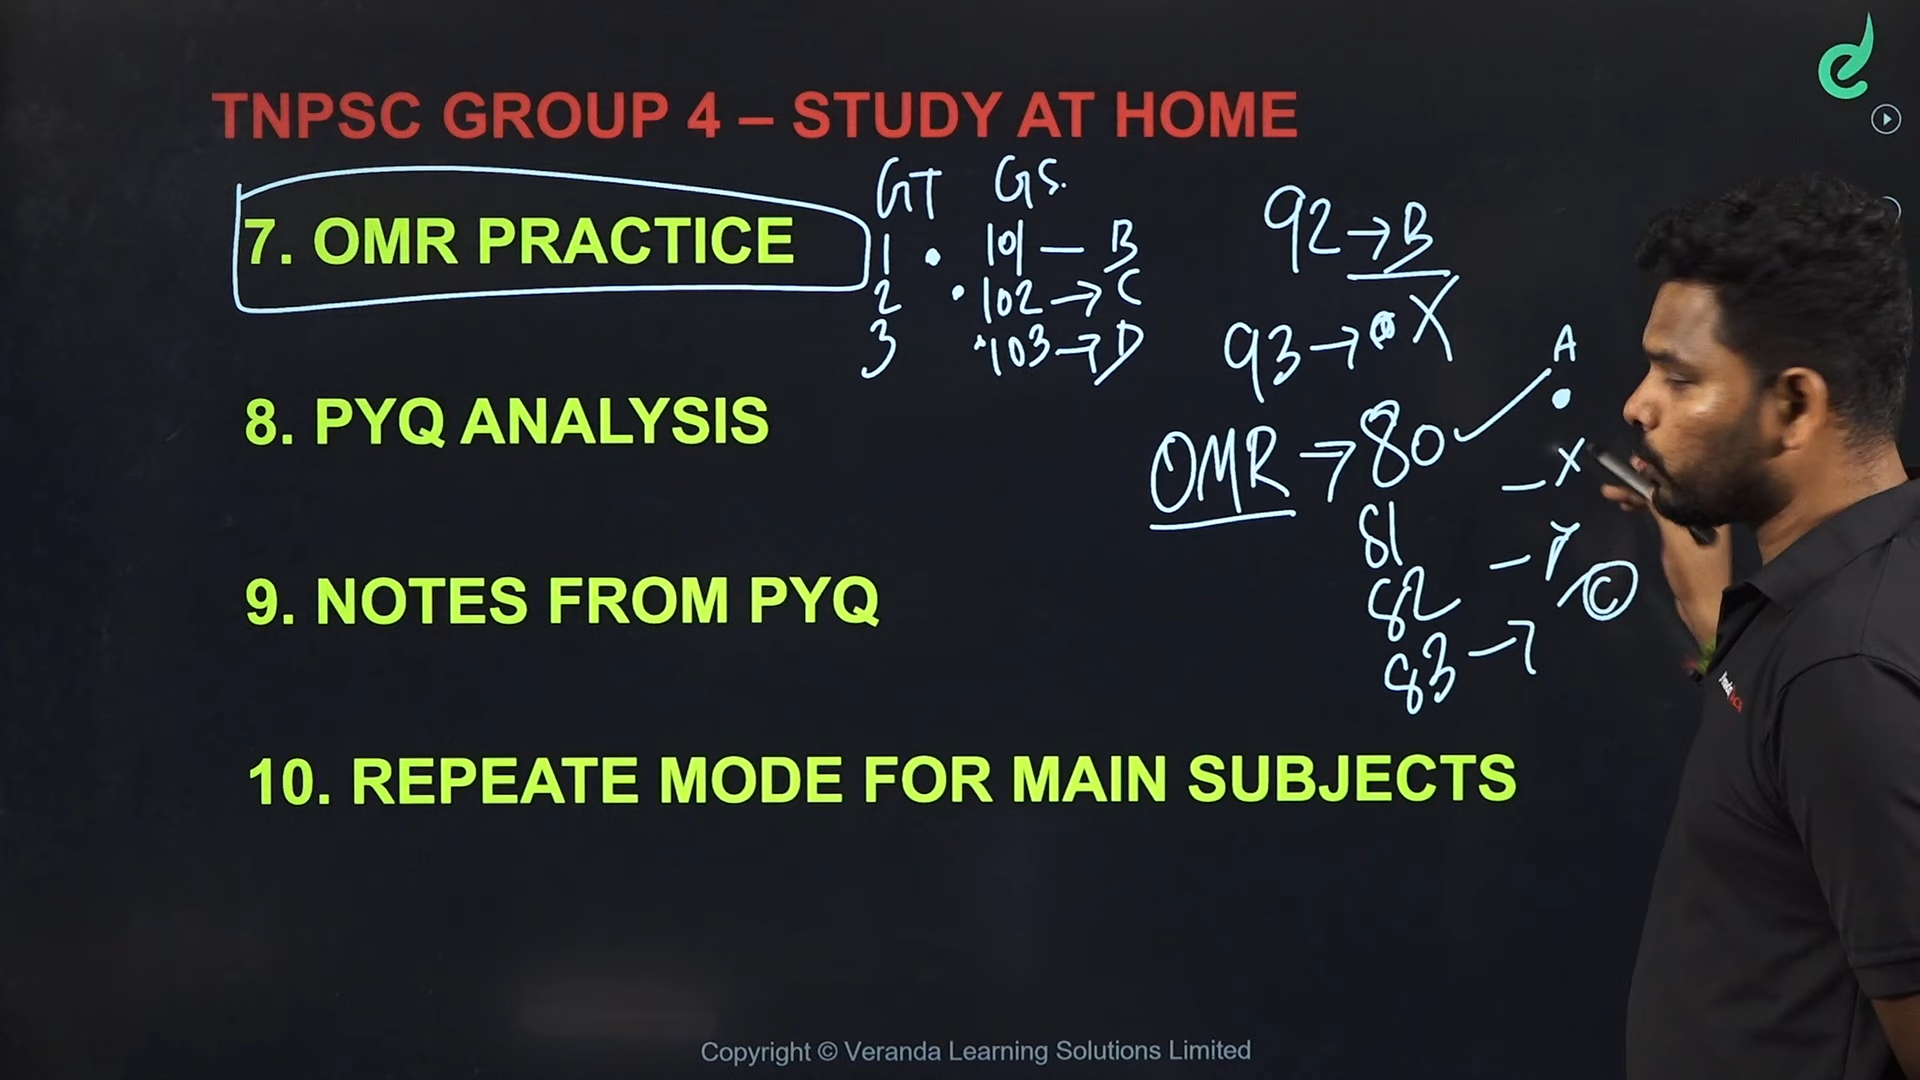 TNPSC GROUP 4 – STUDY AT HOME
GT GS.
7. OMR PRACTICE
1 101 — B
2 102 → C
3 103 → D
92 → B
93 → X
A
OMR → 80
X
81
82
C
83 →
8. PYQ ANALYSIS
9. NOTES FROM PYQ
10. REPEATE MODE FOR MAIN SUBJECTS
Copyright © Veranda Learning Solutions Limited